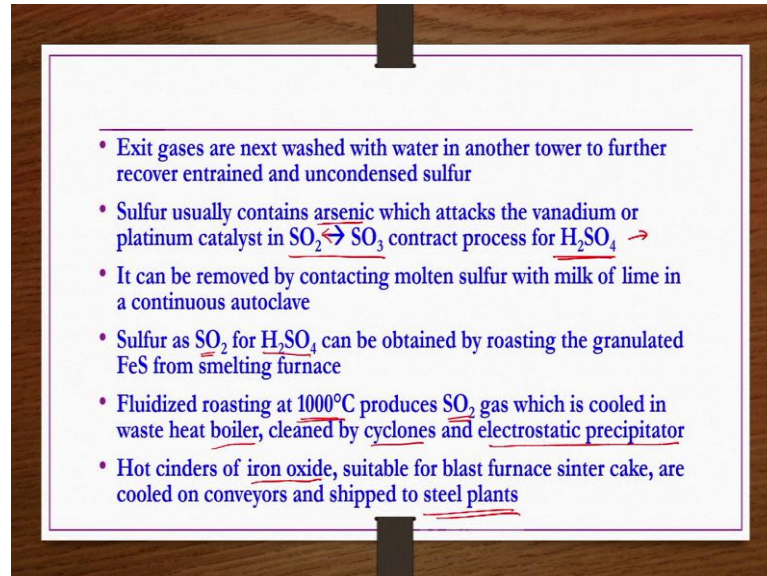 • Exit gases are next washed with water in another tower to further
recover entrained and uncondensed sulfur
• Sulfur usually contains arsenic which attacks the vanadium or
platinum catalyst in SO₂ ↔ SO₃ contract process for H₂SO₄ →
• It can be removed by contacting molten sulfur with milk of lime in
a continuous autoclave
• Sulfur as SO₂ for H₂SO₄ can be obtained by roasting the granulated
FeS from smelting furnace
• Fluidized roasting at 1000°C produces SO₂ gas which is cooled in
waste heat boiler, cleaned by cyclones and electrostatic precipitator
• Hot cinders of iron oxide, suitable for blast furnace sinter cake, are
cooled on conveyors and shipped to steel plants